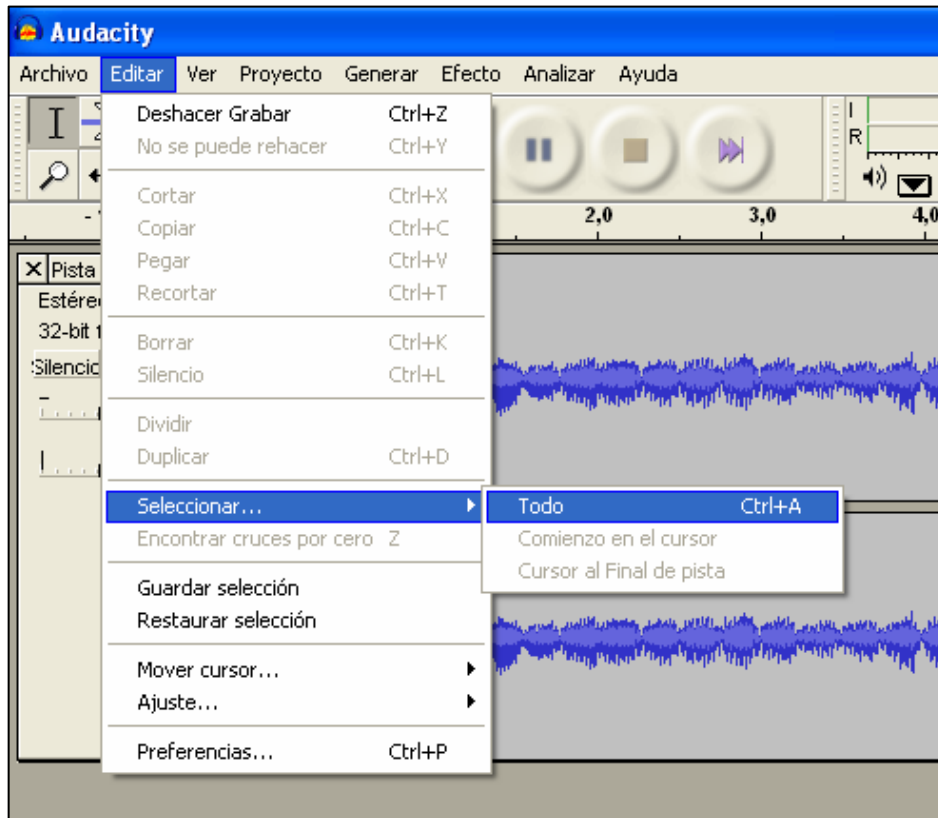 Audacity
Archivo Editar Ver Proyecto Generar Efecto Analizar Ayuda
Deshacer Grabar Ctrl+Z
No se puede rehacer Ctrl+Y
Cortar Ctrl+X
Copiar Ctrl+C
Pegar Ctrl+V
Recortar Ctrl+T
Borrar Ctrl+K
Silencio Ctrl+L
Dividir
Duplicar Ctrl+D
Seleccionar...
Encontrar cruces por cero Z
Guardar selección
Restaurar selección
Mover cursor...
Ajuste...
Preferencias... Ctrl+P
Todo Ctrl+A
Comienzo en el cursor
Cursor al Final de pista
I
L
R
2,0 3,0 4,0
X Pista
32-bit
Silencio